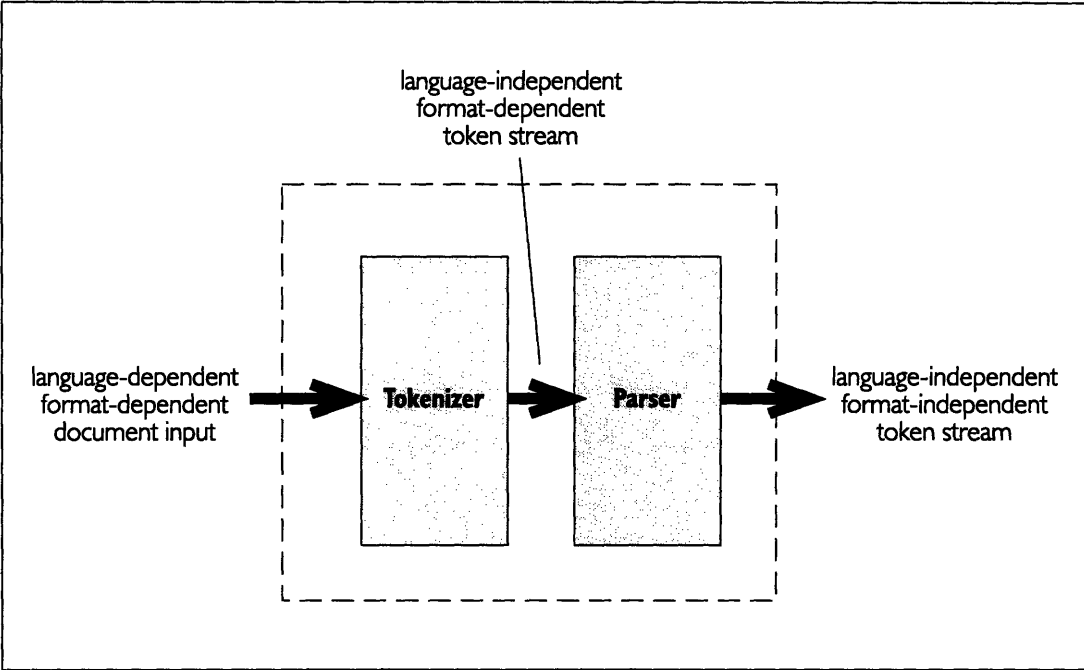 language-independent
format-dependent
token stream
language-dependent
format-dependent
document input
Tokenizer
Parser
language-independent
format-independent
token stream